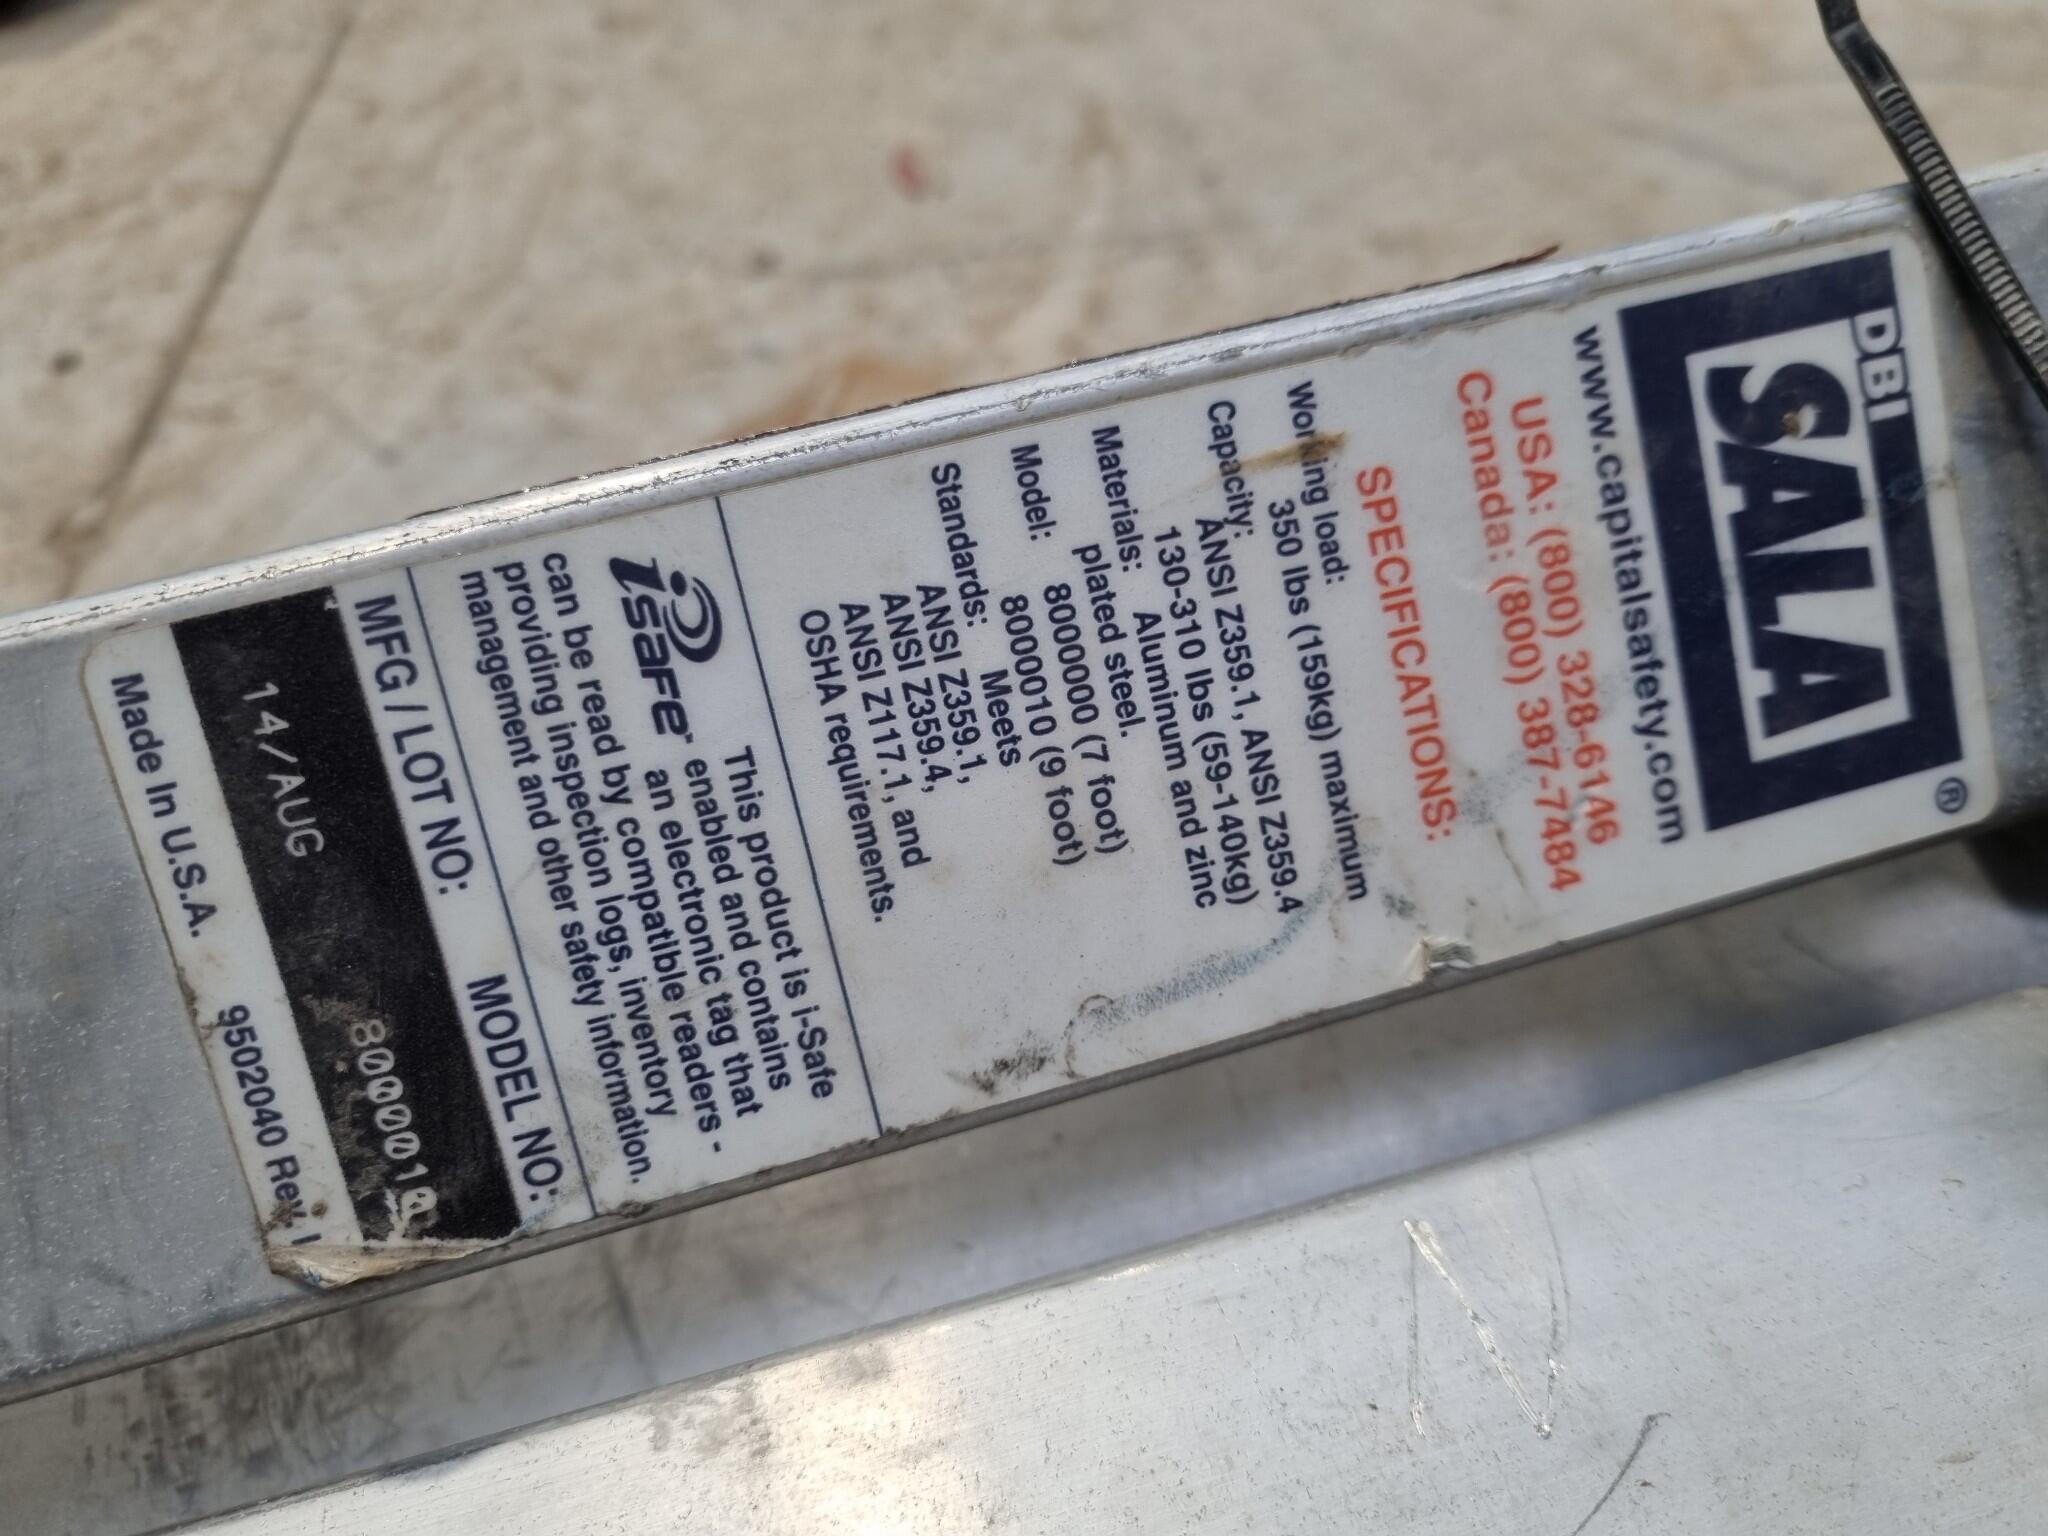 DBI
SALA®
www.capitalsafety.com
USA: (800) 328-6146
Canada: (800) 387-7484
SPECIFICATIONS:
Working load:
350 lbs (159kg) maximum
Capacity:
ANSI Z359.1, ANSI Z359.4
130-310 lbs (59-140kg)
Materials: Aluminum and zinc
plated steel.
Model: 8000000 (7 foot)
8000010 (9 foot)
Standards: Meets
ANSI Z359.1,
ANSI Z359.4,
ANSI Z117.1, and
OSHA requirements.
isafe™
This product is i-Safe
enabled and contains
an electronic tag that
can be read by compatible readers -
providing inspection logs, inventory
management and other safety information.
MFG / LOT NO: MODEL NO:
14/AUG 8000010
Made In U.S.A. 9502040 Rev. I